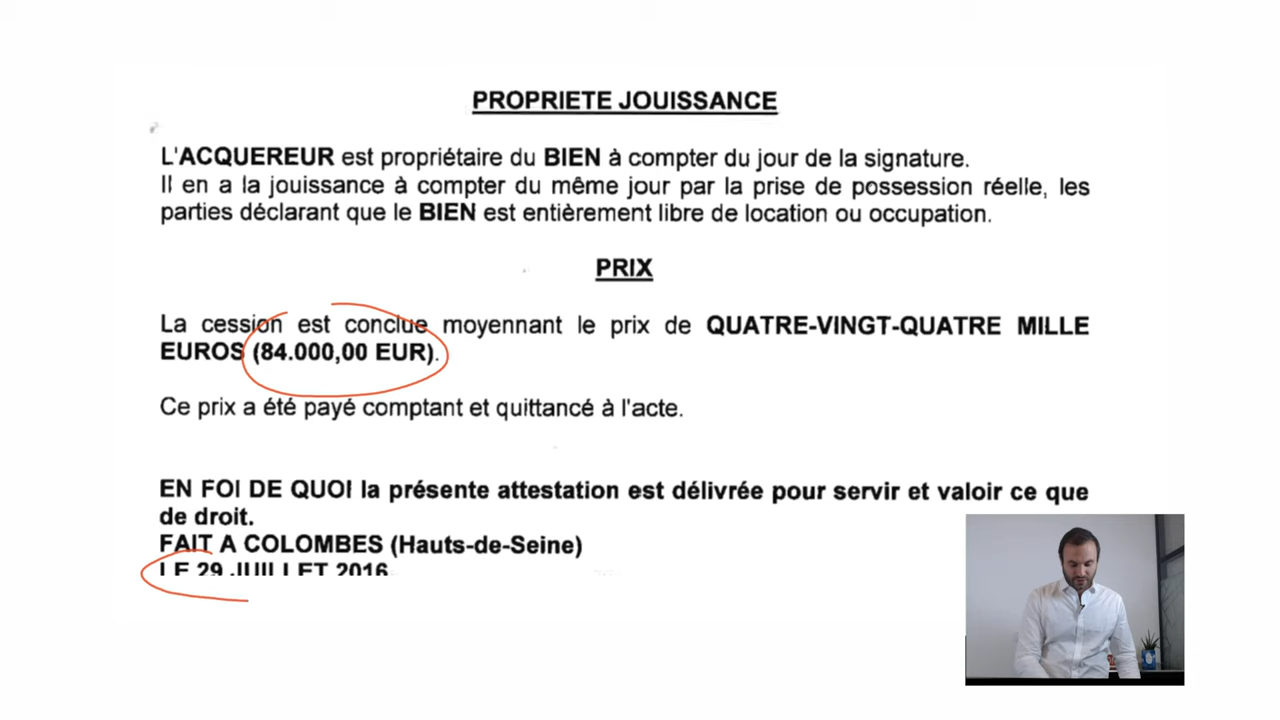 PROPRIETE JOUISSANCE
L'ACQUEREUR est propriétaire du BIEN à compter du jour de la signature.
Il en a la jouissance à compter du même jour par la prise de possession réelle, les
parties déclarant que le BIEN est entièrement libre de location ou occupation.
PRIX
La cession est conclue moyennant le prix de QUATRE-VINGT-QUATRE MILLE
EUROS (84.000,00 EUR).
Ce prix a été payé comptant et quittancé à l'acte.
EN FOI DE QUOI la présente attestation est délivrée pour servir et valoir ce que
de droit.
FAIT A COLOMBES (Hauts-de-Seine)
LE 29 JUILLET 2016